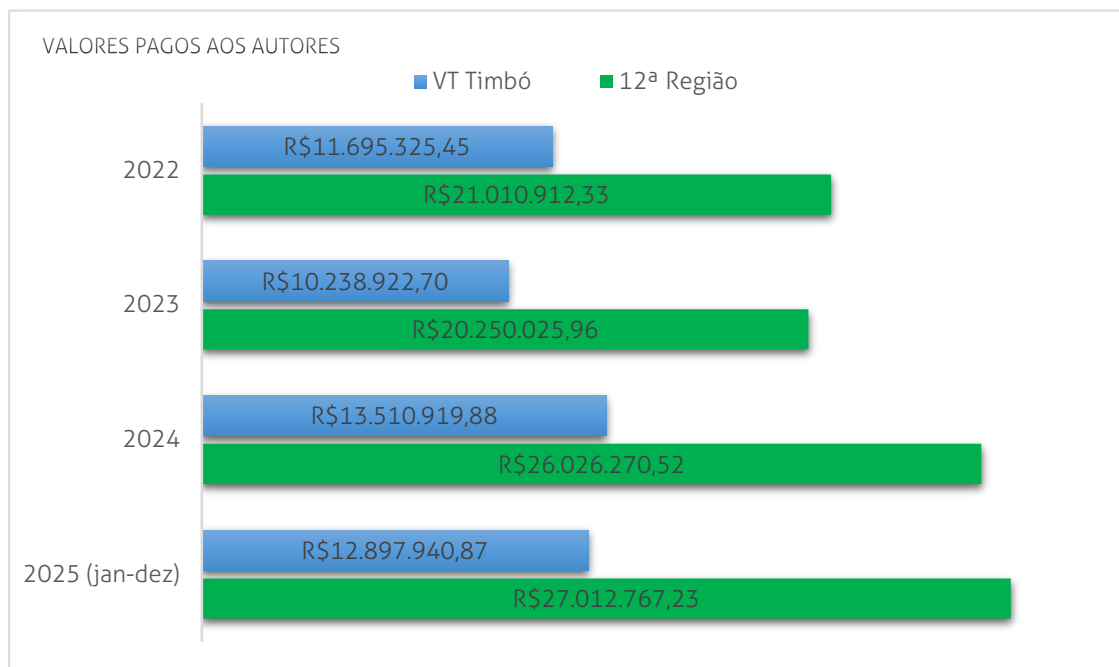 VALORES PAGOS AOS AUTORES
VT Timbó 12ª Região
2022
R$11.695.325,45
R$21.010.912,33
2023
R$10.238.922,70
R$20.250.025,96
2024
R$13.510.919,88
R$26.026.270,52
2025 (jan-dez)
R$12.897.940,87
R$27.012.767,23